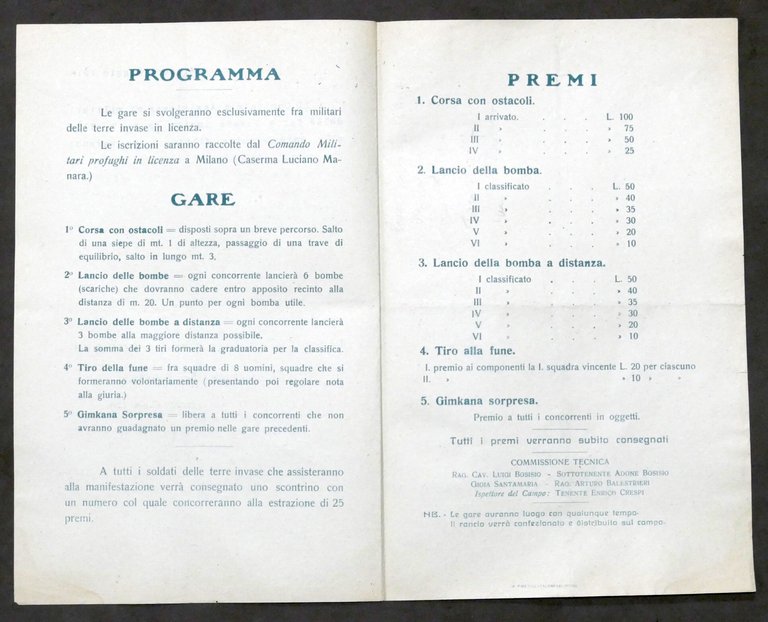 PROGRAMMA
Le gare si svolgeranno esclusivamente fra militari
delle terre invase in licenza.
Le iscrizioni saranno raccolte dal Comando Mili-
tari profughi in licenza a Milano (Caserma Luciano Ma-
nara.)
GARE
1º Corsa con ostacoli = disposti sopra un breve percorso. Salto
di una siepe di mt. 1 di altezza, passaggio di una trave di
equilibrio, salto in lungo mt. 3.
2º Lancio delle bombe = ogni concorrente lancierà 6 bombe
(scariche) che dovranno cadere entro apposito recinto alla
distanza di m. 20. Un punto per ogni bomba utile.
3º Lancio delle bombe a distanza = ogni concorrente lancierà
3 bombe alla maggiore distanza possibile.
La somma dei 3 tiri formerà la graduatoria per la classifica.
4º Tiro della fune = fra squadre di 8 uomini, squadre che si
formeranno volontariamente (presentando poi regolare nota
alla giuria.)
5º Gimkana Sorpresa = libera a tutti i concorrenti che non
avranno guadagnato un premio nelle gare precedenti.
A tutti i soldati delle terre invase che assisteranno
alla manifestazione verrà consegnato uno scontrino con
un numero col quale concorreranno alla estrazione di 25
premi.
PREMI
1. Corsa con ostacoli.
I arrivato. . . . L. 100
II » . . . » 75
III » . . . » 50
IV » . . . » 25
2. Lancio della bomba.
I classificato . . . L. 50
II » . . . » 40
III » . . . » 35
IV » . . . » 30
V » . . . » 20
VI » . . . » 10
3. Lancio della bomba a distanza.
I classificato . . . L. 50
II » . . . » 40
III » . . . » 35
IV » . . . » 30
V » . . . » 20
VI » . . . » 10
4. Tiro alla fune.
I. premio ai componenti la I. squadra vincente L. 20 per ciascuno
II. » » 10 » »
5. Gimkana sorpresa.
Premio a tutti i concorrenti in oggetti.
Tutti i premi verranno subito consegnati
COMMISSIONE TECNICA
RAG. CAV. LUIGI BOSISIO - SOTTOTENENTE ADONE BOSISIO
GIOIA SANTAMARIA - RAG. ARTURO BALESTRIERI
Ispettore del Campo: TENENTE ENRICO CRESPI
NB. - Le gare avranno luogo con qualunque tempo.
Il rancio verrà confezionato e distribuito sul campo.